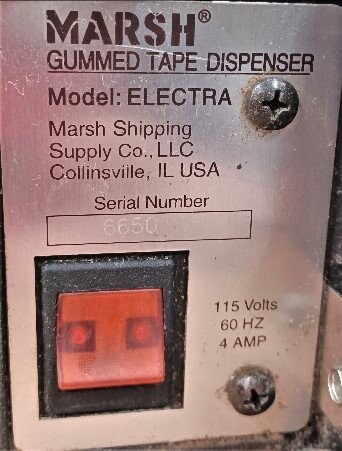 MARSH®
GUMMED TAPE DISPENSER
Model: ELECTRA
Marsh Shipping
Supply Co., LLC
Collinsville, IL USA
Serial Number
6650
115 Volts
60 HZ
4 AMP